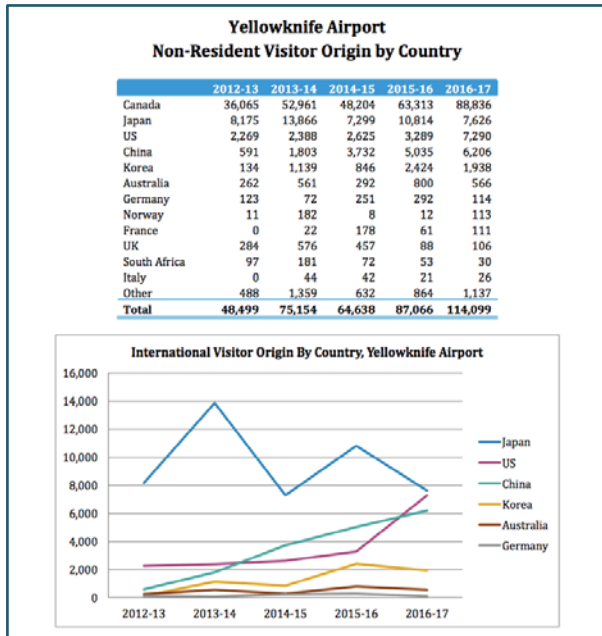 Yellowknife Airport
Non-Resident Visitor Origin by Country
2012-13 2013-14 2014-15 2015-16 2016-17
Canada 36,065 52,961 48,204 63,313 88,836
Japan 8,175 13,866 7,299 10,814 7,626
US 2,269 2,388 2,625 3,289 7,290
China 591 1,803 3,732 5,035 6,206
Korea 134 1,139 846 2,424 1,938
Australia 262 561 292 800 566
Germany 123 72 251 292 114
Norway 11 182 8 12 113
France 0 22 178 61 111
UK 284 576 457 88 106
South Africa 97 181 72 53 30
Italy 0 44 42 21 26
Other 488 1,359 632 864 1,137
Total 48,499 75,154 64,638 87,066 114,099
International Visitor Origin By Country, Yellowknife Airport
16,000
14,000
12,000
10,000
8,000
6,000
4,000
2,000
0
2012-13 2013-14 2014-15 2015-16 2016-17
Japan
US
China
Korea
Australia
Germany